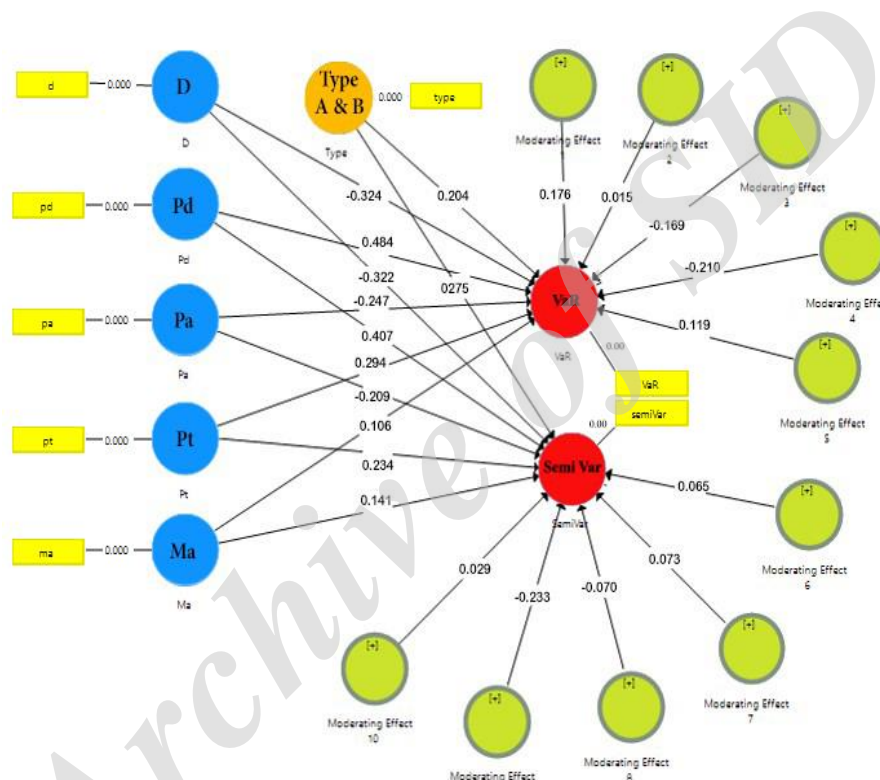 d
0.000
D
D
Type
A & B
Type
0.000
type
[+]
Moderating Effect
[+]
Moderating Effect
2
[+]
Moderating Effect
3
[+]
Moderating Effe
4
[+]
Moderating Effec
5
pd
0.000
Pd
Pd
pa
0.000
Pa
Pa
pt
0.000
Pt
Pt
ma
0.000
Ma
Ma
-0.324
0.204
0.484
-0.322
0.275
-0.247
0.407
0.294
-0.209
0.106
0.234
0.141
0.176
0.015
-0.169
-0.210
0.119
VaR
VaR
0.00
VaR
semiVar
0.00
Semi Var
SemiVar
0.065
0.073
-0.070
-0.233
0.029
[+]
Moderating Effect
6
[+]
Moderating Effect
7
[+]
Moderating Effect
8
[+]
Moderating Effect
[+]
Moderating Effect
10
Archive of SID